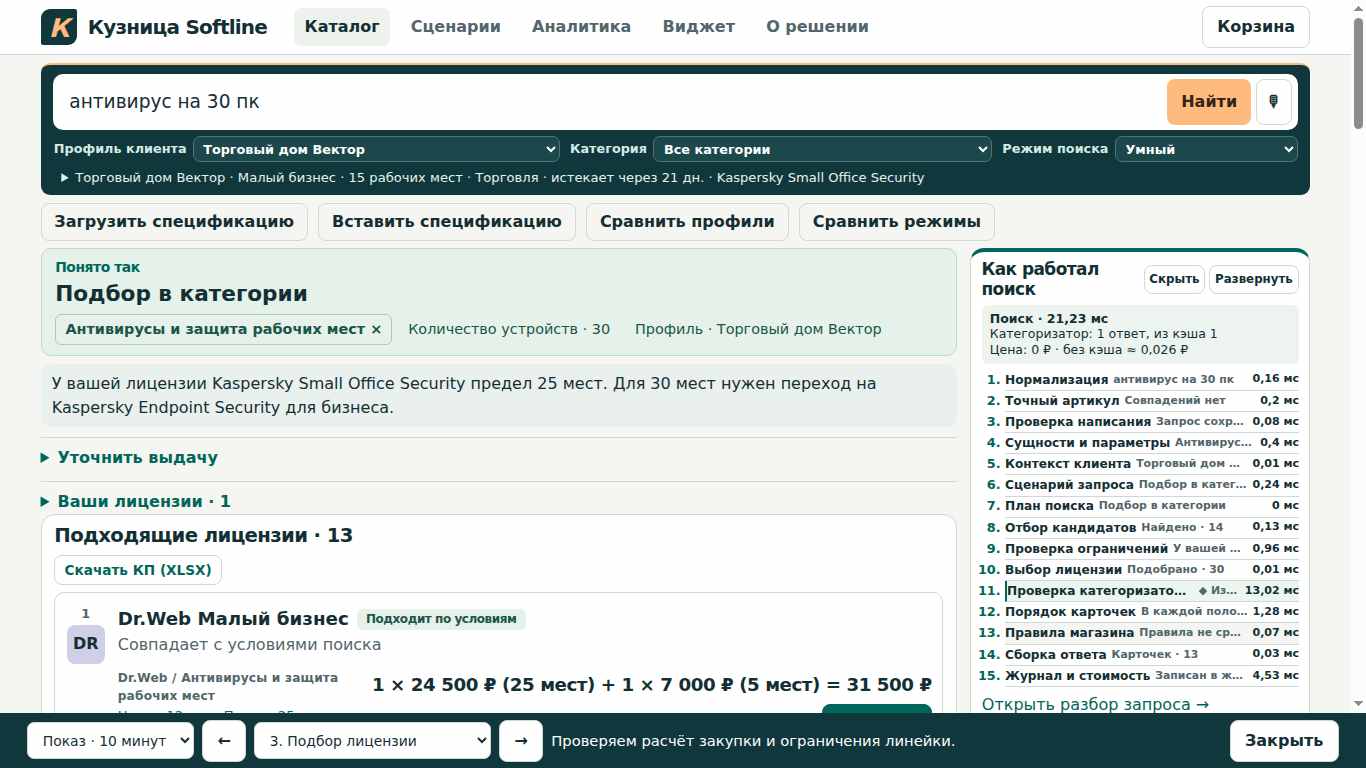 К Кузница Softline Каталог Сценарии Аналитика Виджет О решении Корзина
антивирус на 30 пк Найти
Профиль клиента Торговый дом Вектор Категория Все категории Режим поиска Умный
▶ Торговый дом Вектор · Малый бизнес · 15 рабочих мест · Торговля · истекает через 21 дн. · Kaspersky Small Office Security
Загрузить спецификацию Вставить спецификацию Сравнить профили Сравнить режимы
Понято так
Подбор в категории
Антивирусы и защита рабочих мест × Количество устройств · 30 Профиль · Торговый дом Вектор
У вашей лицензии Kaspersky Small Office Security предел 25 мест. Для 30 мест нужен переход на
Kaspersky Endpoint Security для бизнеса.
▶ Уточнить выдачу
▶ Ваши лицензии · 1
Подходящие лицензии · 13
Скачать КП (XLSX)
1
DR
Dr.Web Малый бизнес Подходит по условиям
Совпадает с условиями поиска
Dr.Web / Антивирусы и защита
рабочих мест
1 × 24 500 ₽ (25 мест) + 1 × 7 000 ₽ (5 мест) = 31 500 ₽
Как работал
поиск
Скрыть Развернуть
Поиск · 21,23 мс
Категоризатор: 1 ответ, из кэша 1
Цена: 0 ₽ · без кэша ≈ 0,026 ₽
1. Нормализация антивирус на 30 пк 0,16 мс
2. Точный артикул Совпадений нет 0,2 мс
3. Проверка написания Запрос сохр… 0,08 мс
4. Сущности и параметры Антивирус… 0,4 мс
5. Контекст клиента Торговый дом … 0,01 мс
6. Сценарий запроса Подбор в катег… 0,24 мс
7. План поиска Подбор в категории 0 мс
8. Отбор кандидатов Найдено · 14 0,13 мс
9. Проверка ограничений У вашей … 0,96 мс
10. Выбор лицензии Подобрано · 30 0,01 мс
11. Проверка категоризато… ◆ Из… 13,02 мс
12. Порядок карточек В каждой поло… 1,28 мс
13. Правила магазина Правила не ср… 0,07 мс
14. Сборка ответа Карточек · 13 0,03 мс
15. Журнал и стоимость Записан в ж… 4,53 мс
Открыть разбор запроса →
Показ · 10 минут ← 3. Подбор лицензии → Проверяем расчёт закупки и ограничения линейки. Закрыть